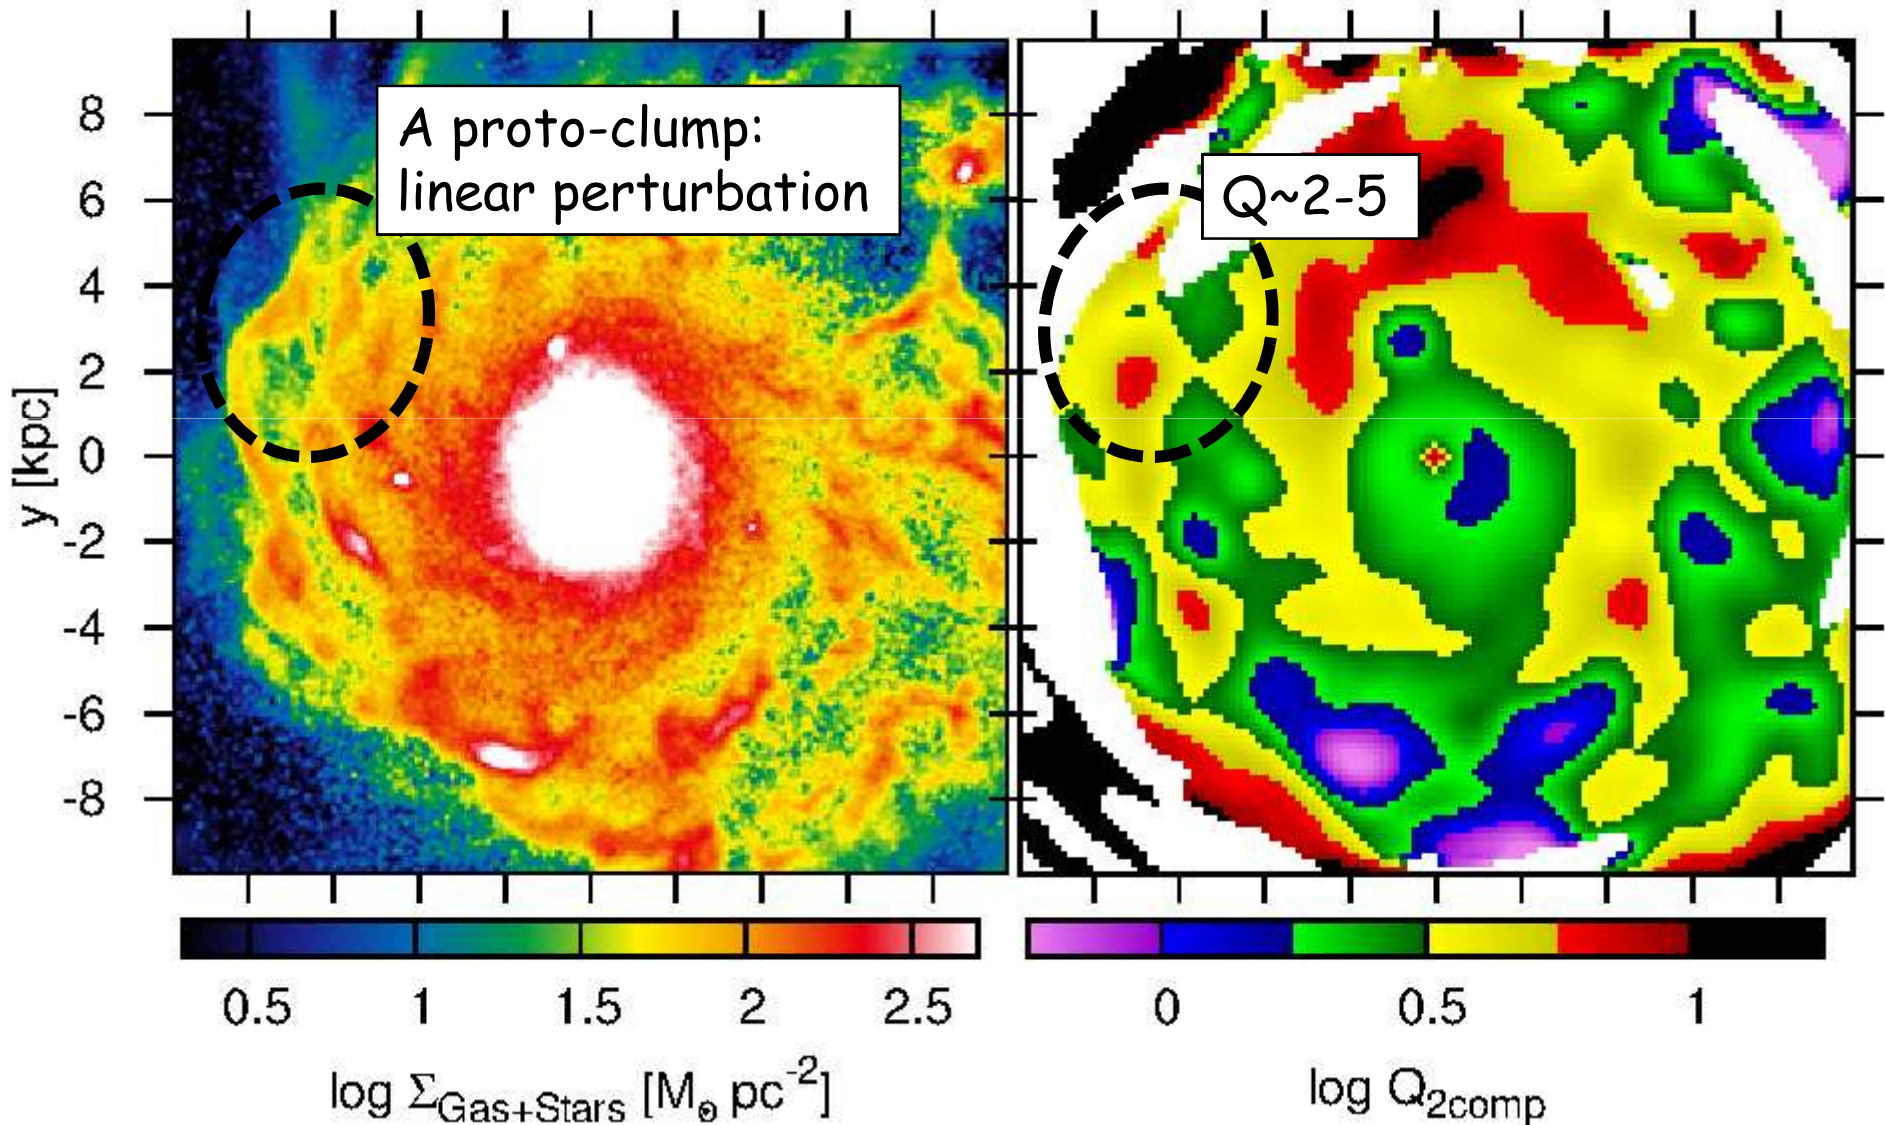 A proto-clump:
linear perturbation
Q~2-5
8
6
4
2
0
-2
-4
-6
-8
y [kpc]
0.5 1 1.5 2 2.5
0 0.5 1
log Σ_Gas+Stars [M_⊙ pc^-2]
log Q_2comp